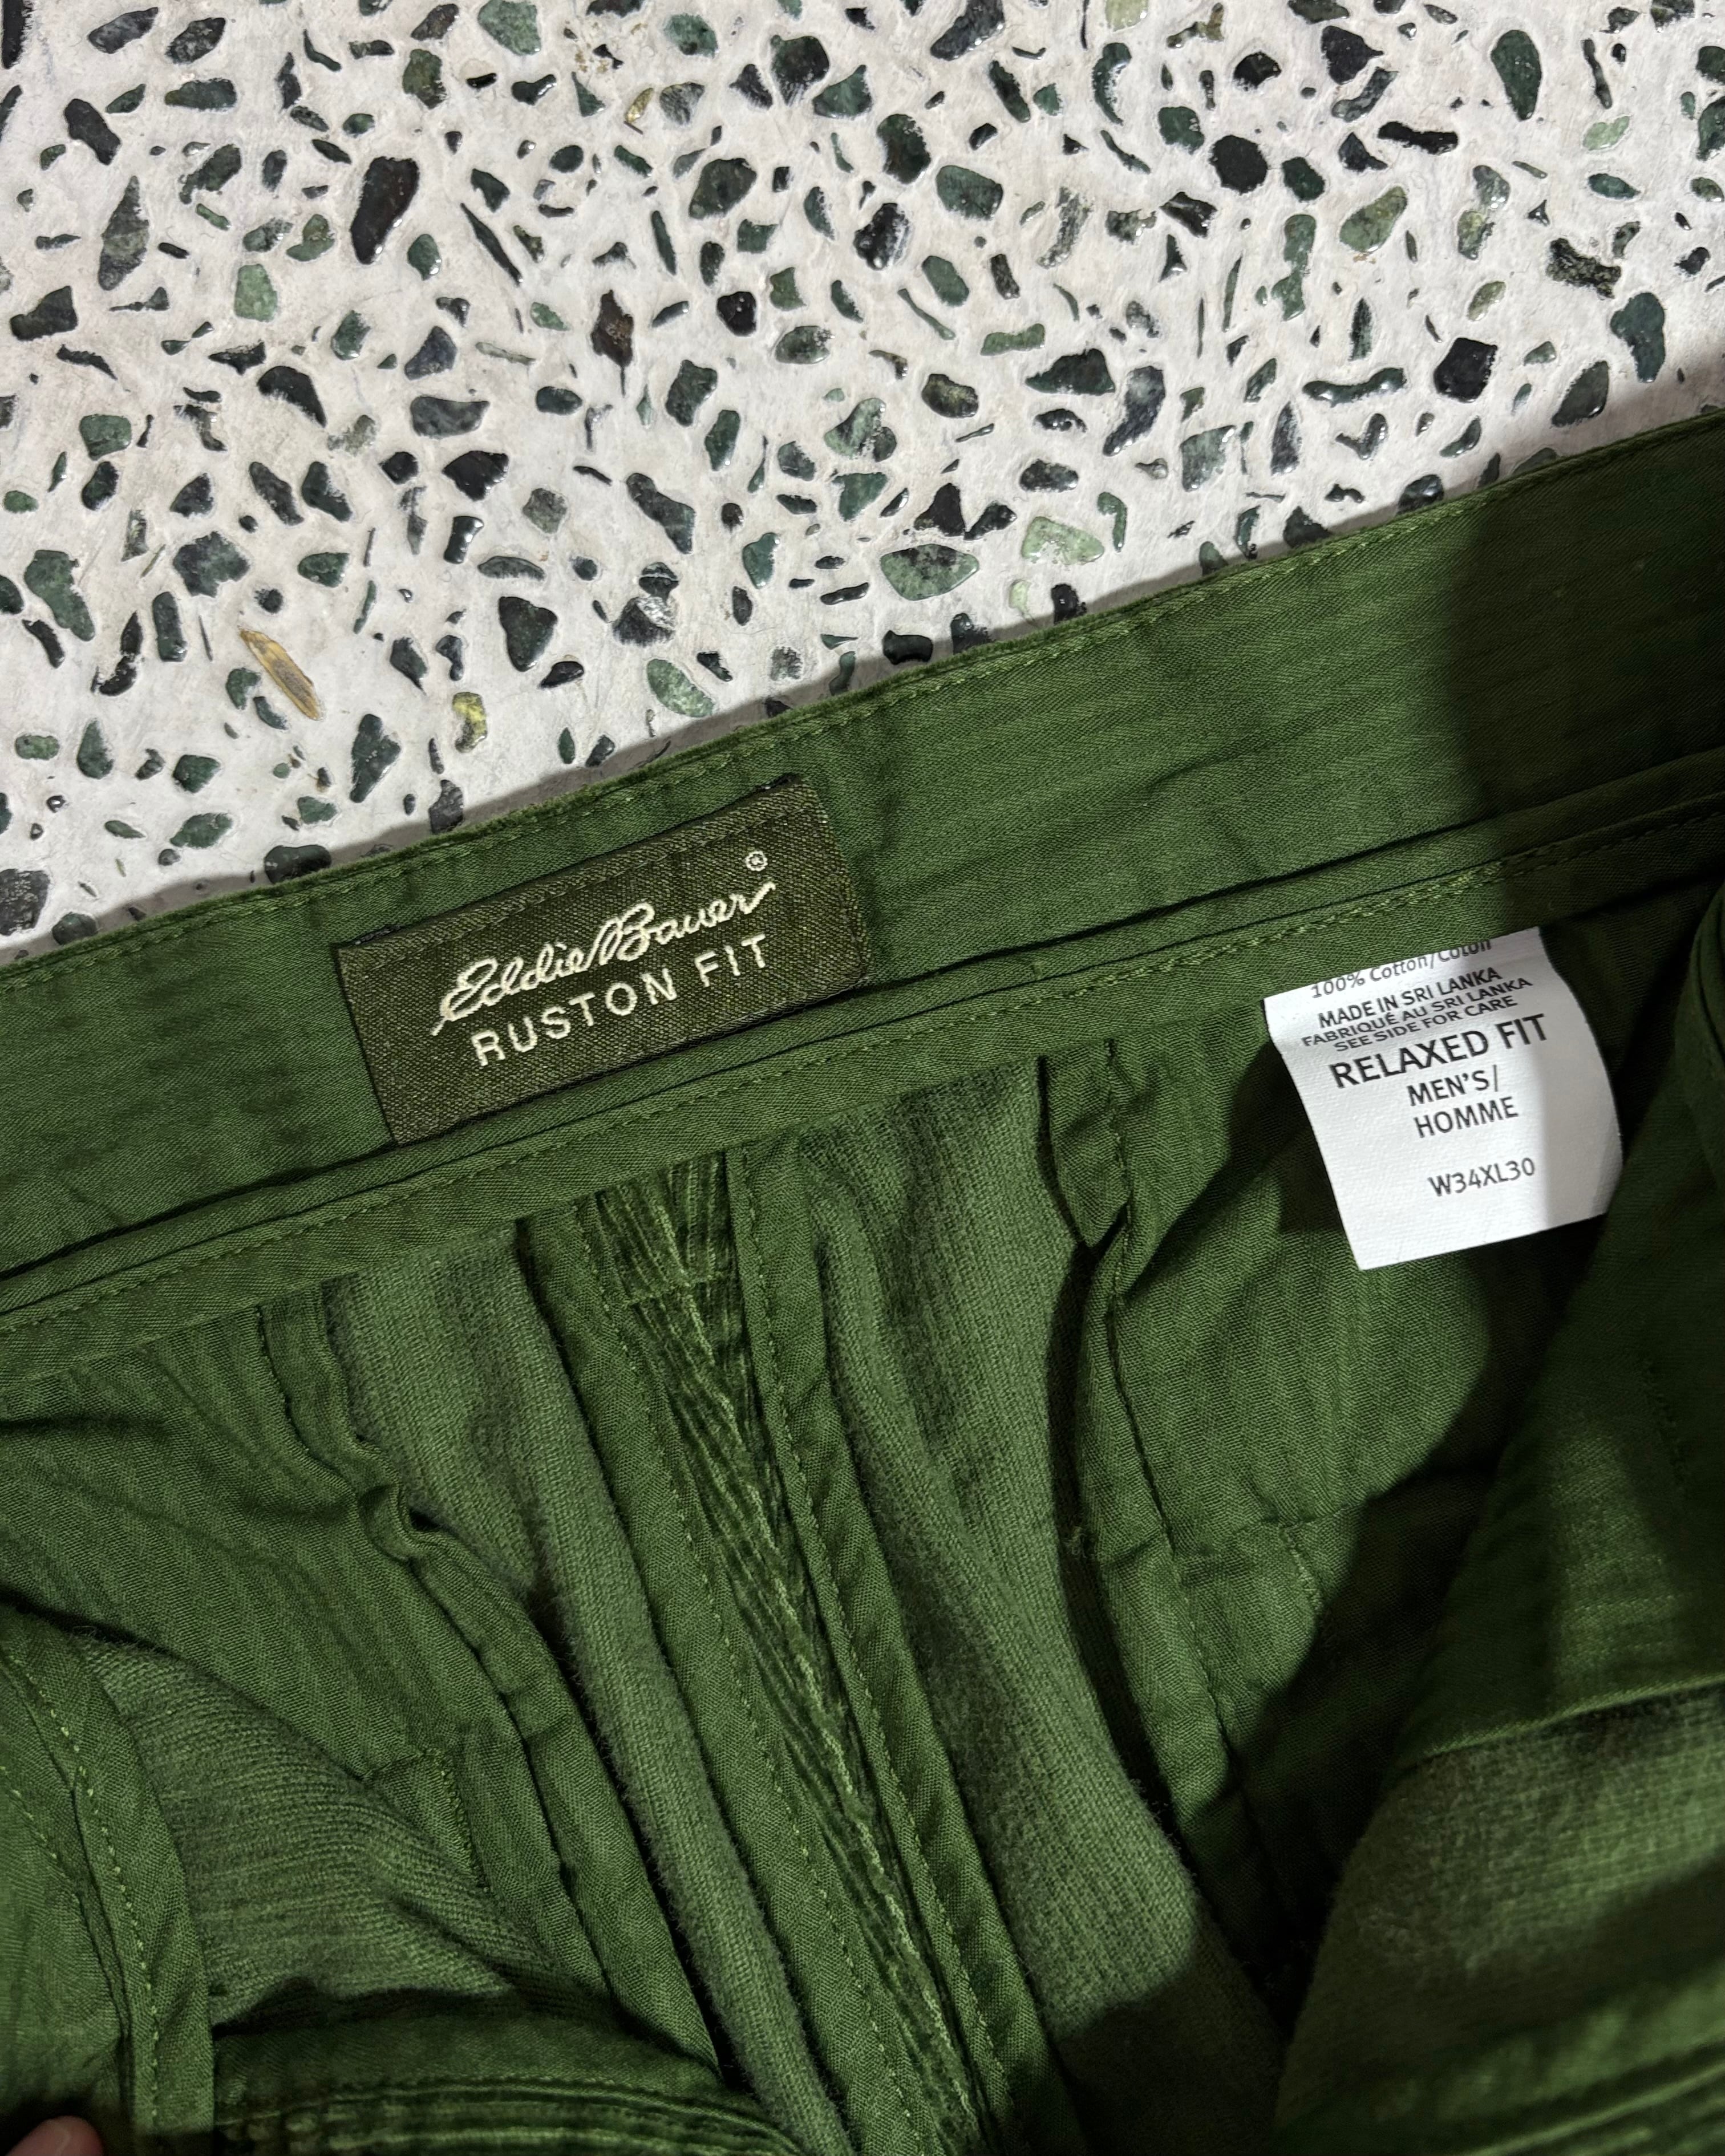 Eddie Bauer®
RUSTON FIT
100% Cotton/Coton
MADE IN SRI LANKA
FABRIQUÉ AU SRI LANKA
SEE SIDE FOR CARE
RELAXED FIT
MEN'S/
HOMME
W34XL30